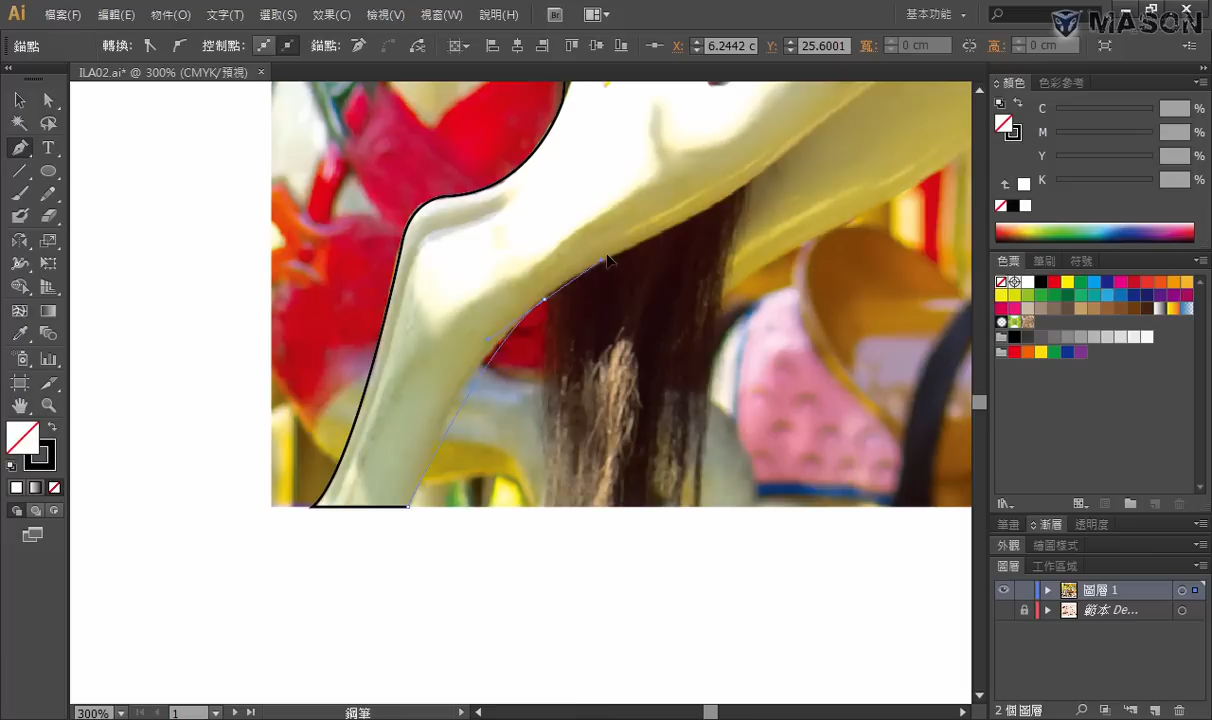 Ai 檔案(F) 編輯(E) 物件(O) 文字(T) 選取(S) 效果(C) 檢視(V) 視窗(W) 說明(H) Br 基本功能
MASON
錨點 轉換: 控制點: 錨點: X: 6.2442 c Y: 25.6001 寬: 0 cm 高: 0 cm
ILA02.ai* @ 300% (CMYK/預視) ×
顏色 色彩參考
C %
M %
Y %
K %
色票 筆刷 符號
筆畫 漸層 透明度
外觀 繪圖樣式
圖層 工作區域
圖層 1
範本 De...
2 個圖層
300% 1 鋼筆